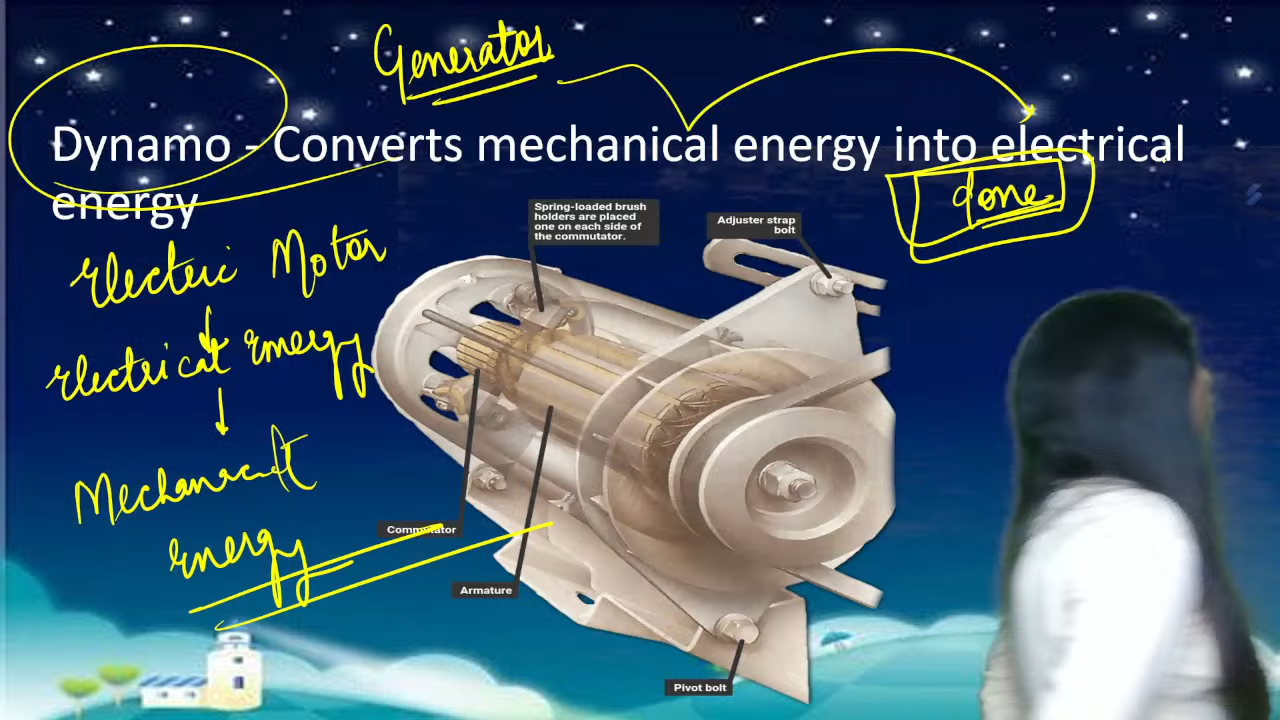 Generator
Dynamo - Converts mechanical energy into electrical
energy
done
Electric Motor
Electrical Energy
Mechanical
Energy
Spring-loaded brush
holders are placed
one on each side of
the commutator.
Adjuster strap
bolt
Commutator
Armature
Pivot bolt